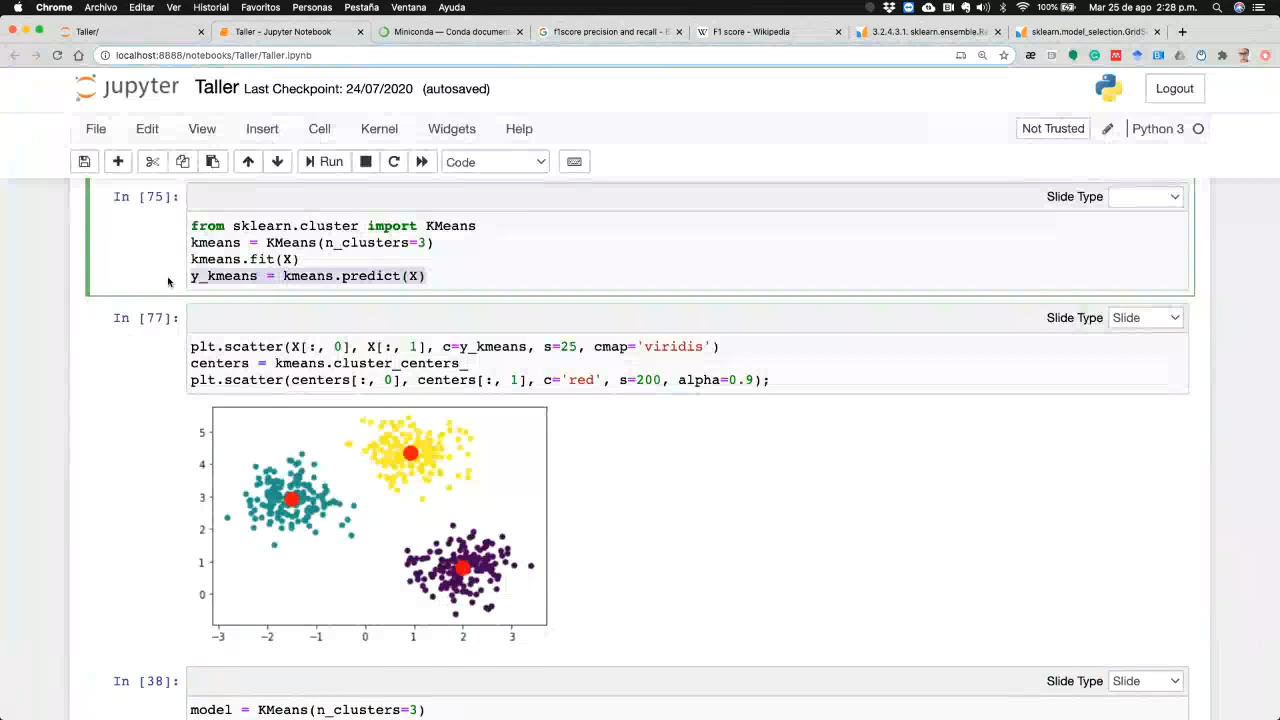 Chrome Archivo Editar Ver Historial Favoritos Personas Pestaña Ventana Ayuda 100% Mar 25 de ago 2:28 p.m.
Taller/ Taller - Jupyter Notebook Miniconda — Conda document F1score precision and recall - B F1 score - Wikipedia 3.2.4.3.1. sklearn.ensemble.Ra sklearn.model_selection.GridS
localhost:8888/notebooks/Taller/Taller.ipynb
jupyter Taller Last Checkpoint: 24/07/2020 (autosaved) Logout
File Edit View Insert Cell Kernel Widgets Help Not Trusted Python 3
Run Code
In [75]: Slide Type
from sklearn.cluster import KMeans
kmeans = KMeans(n_clusters=3)
kmeans.fit(X)
y_kmeans = kmeans.predict(X)
In [77]: Slide Type Slide
plt.scatter(X[:, 0], X[:, 1], c=y_kmeans, s=25, cmap='viridis')
centers = kmeans.cluster_centers_
plt.scatter(centers[:, 0], centers[:, 1], c='red', s=200, alpha=0.9);
5
4
3
2
1
0
−3 −2 −1 0 1 2 3
In [38]: Slide Type Slide
model = KMeans(n_clusters=3)